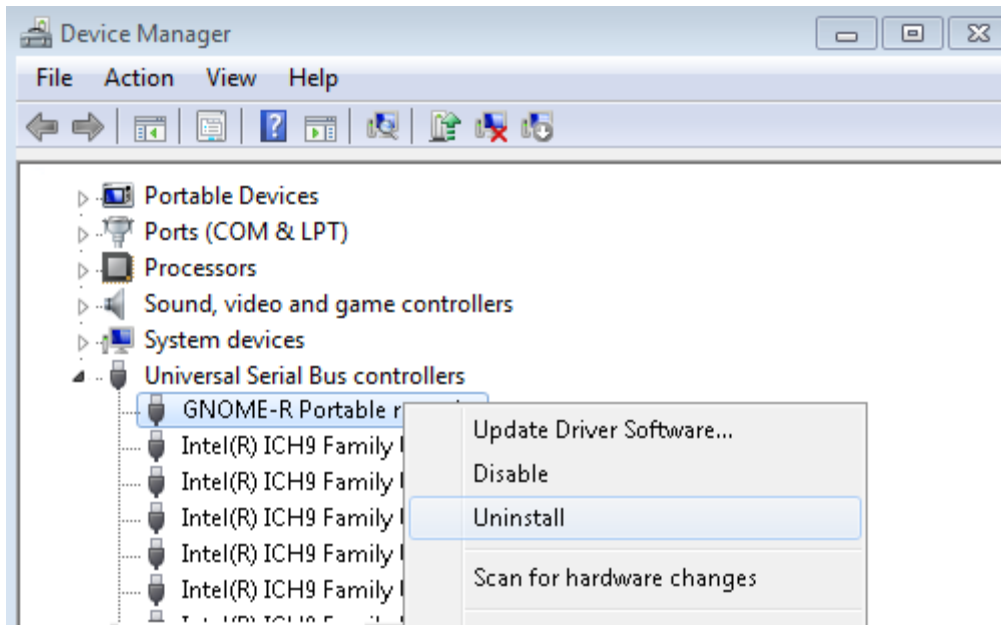 Device Manager
File Action View Help
Portable Devices
Ports (COM & LPT)
Processors
Sound, video and game controllers
System devices
Universal Serial Bus controllers
GNOME-R Portable
Update Driver Software...
Intel(R) ICH9 Family
Disable
Intel(R) ICH9 Family
Uninstall
Intel(R) ICH9 Family
Intel(R) ICH9 Family
Scan for hardware changes
Intel(R) ICH9 Family